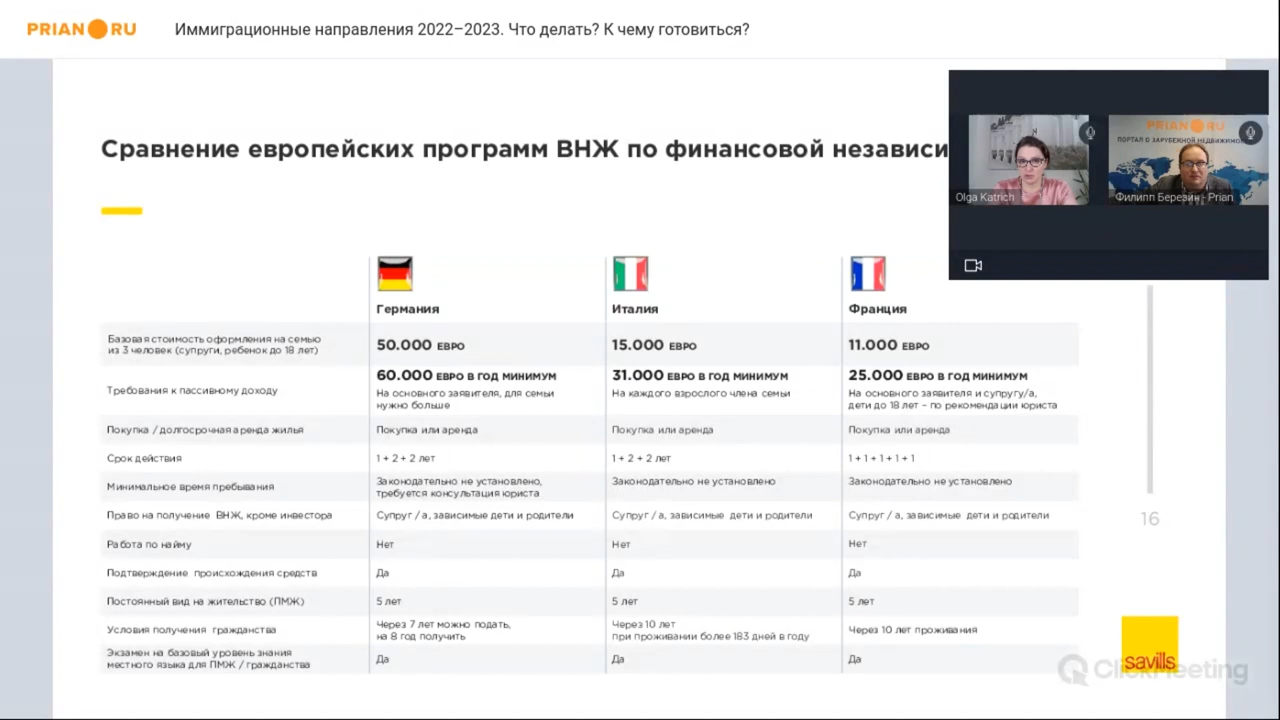 PRIAN RU
Иммиграционные направления 2022–2023. Что делать? К чему готовиться?
Сравнение европейских программ ВНЖ по финансовой независи
PRIAN RU
ПОРТАЛ О ЗАРУБЕЖНОЙ НЕДВИЖИМО
Olga Katrich
Филипп Березин - Prian
Германия
Италия
Франция
Базовая стоимость оформления на семью
из 3 человек (супруги, ребенок до 18 лет)
50.000 ЕВРО
15.000 ЕВРО
11.000 ЕВРО
Требования к пассивному доходу
60.000 ЕВРО В ГОД МИНИМУМ
На основного заявителя, для семьи
нужно больше
31.000 ЕВРО В ГОД МИНИМУМ
На каждого взрослого члена семьи
25.000 ЕВРО В ГОД МИНИМУМ
На основного заявителя и супругу/а,
дети до 18 лет – по рекомендации юриста
Покупка / долгосрочная аренда жилья
Покупка или аренда
Покупка или аренда
Покупка или аренда
Срок действия
1 + 2 + 2 лет
1 + 2 + 2 лет
1 + 1 + 1 + 1 + 1
Минимальное время пребывания
Законодательно не установлено,
требуется консультация юриста
Законодательно не установлено
Законодательно не установлено
Право на получение ВНЖ, кроме инвестора
Супруг / а, зависимые дети и родители
Супруг / а, зависимые дети и родители
Супруг / а, зависимые дети и родители
16
Работа по найму
Нет
Нет
Нет
Подтверждение происхождения средств
Да
Да
Да
Постоянный вид на жительство (ПМЖ)
5 лет
5 лет
5 лет
Условия получения гражданства
Через 7 лет можно подать,
на 8 год получить
Через 10 лет
при проживании более 183 дней в году
Через 10 лет проживания
Экзамен на базовый уровень знания
местного языка для ПМЖ / гражданства
Да
Да
Да
savills
ClickMeeting